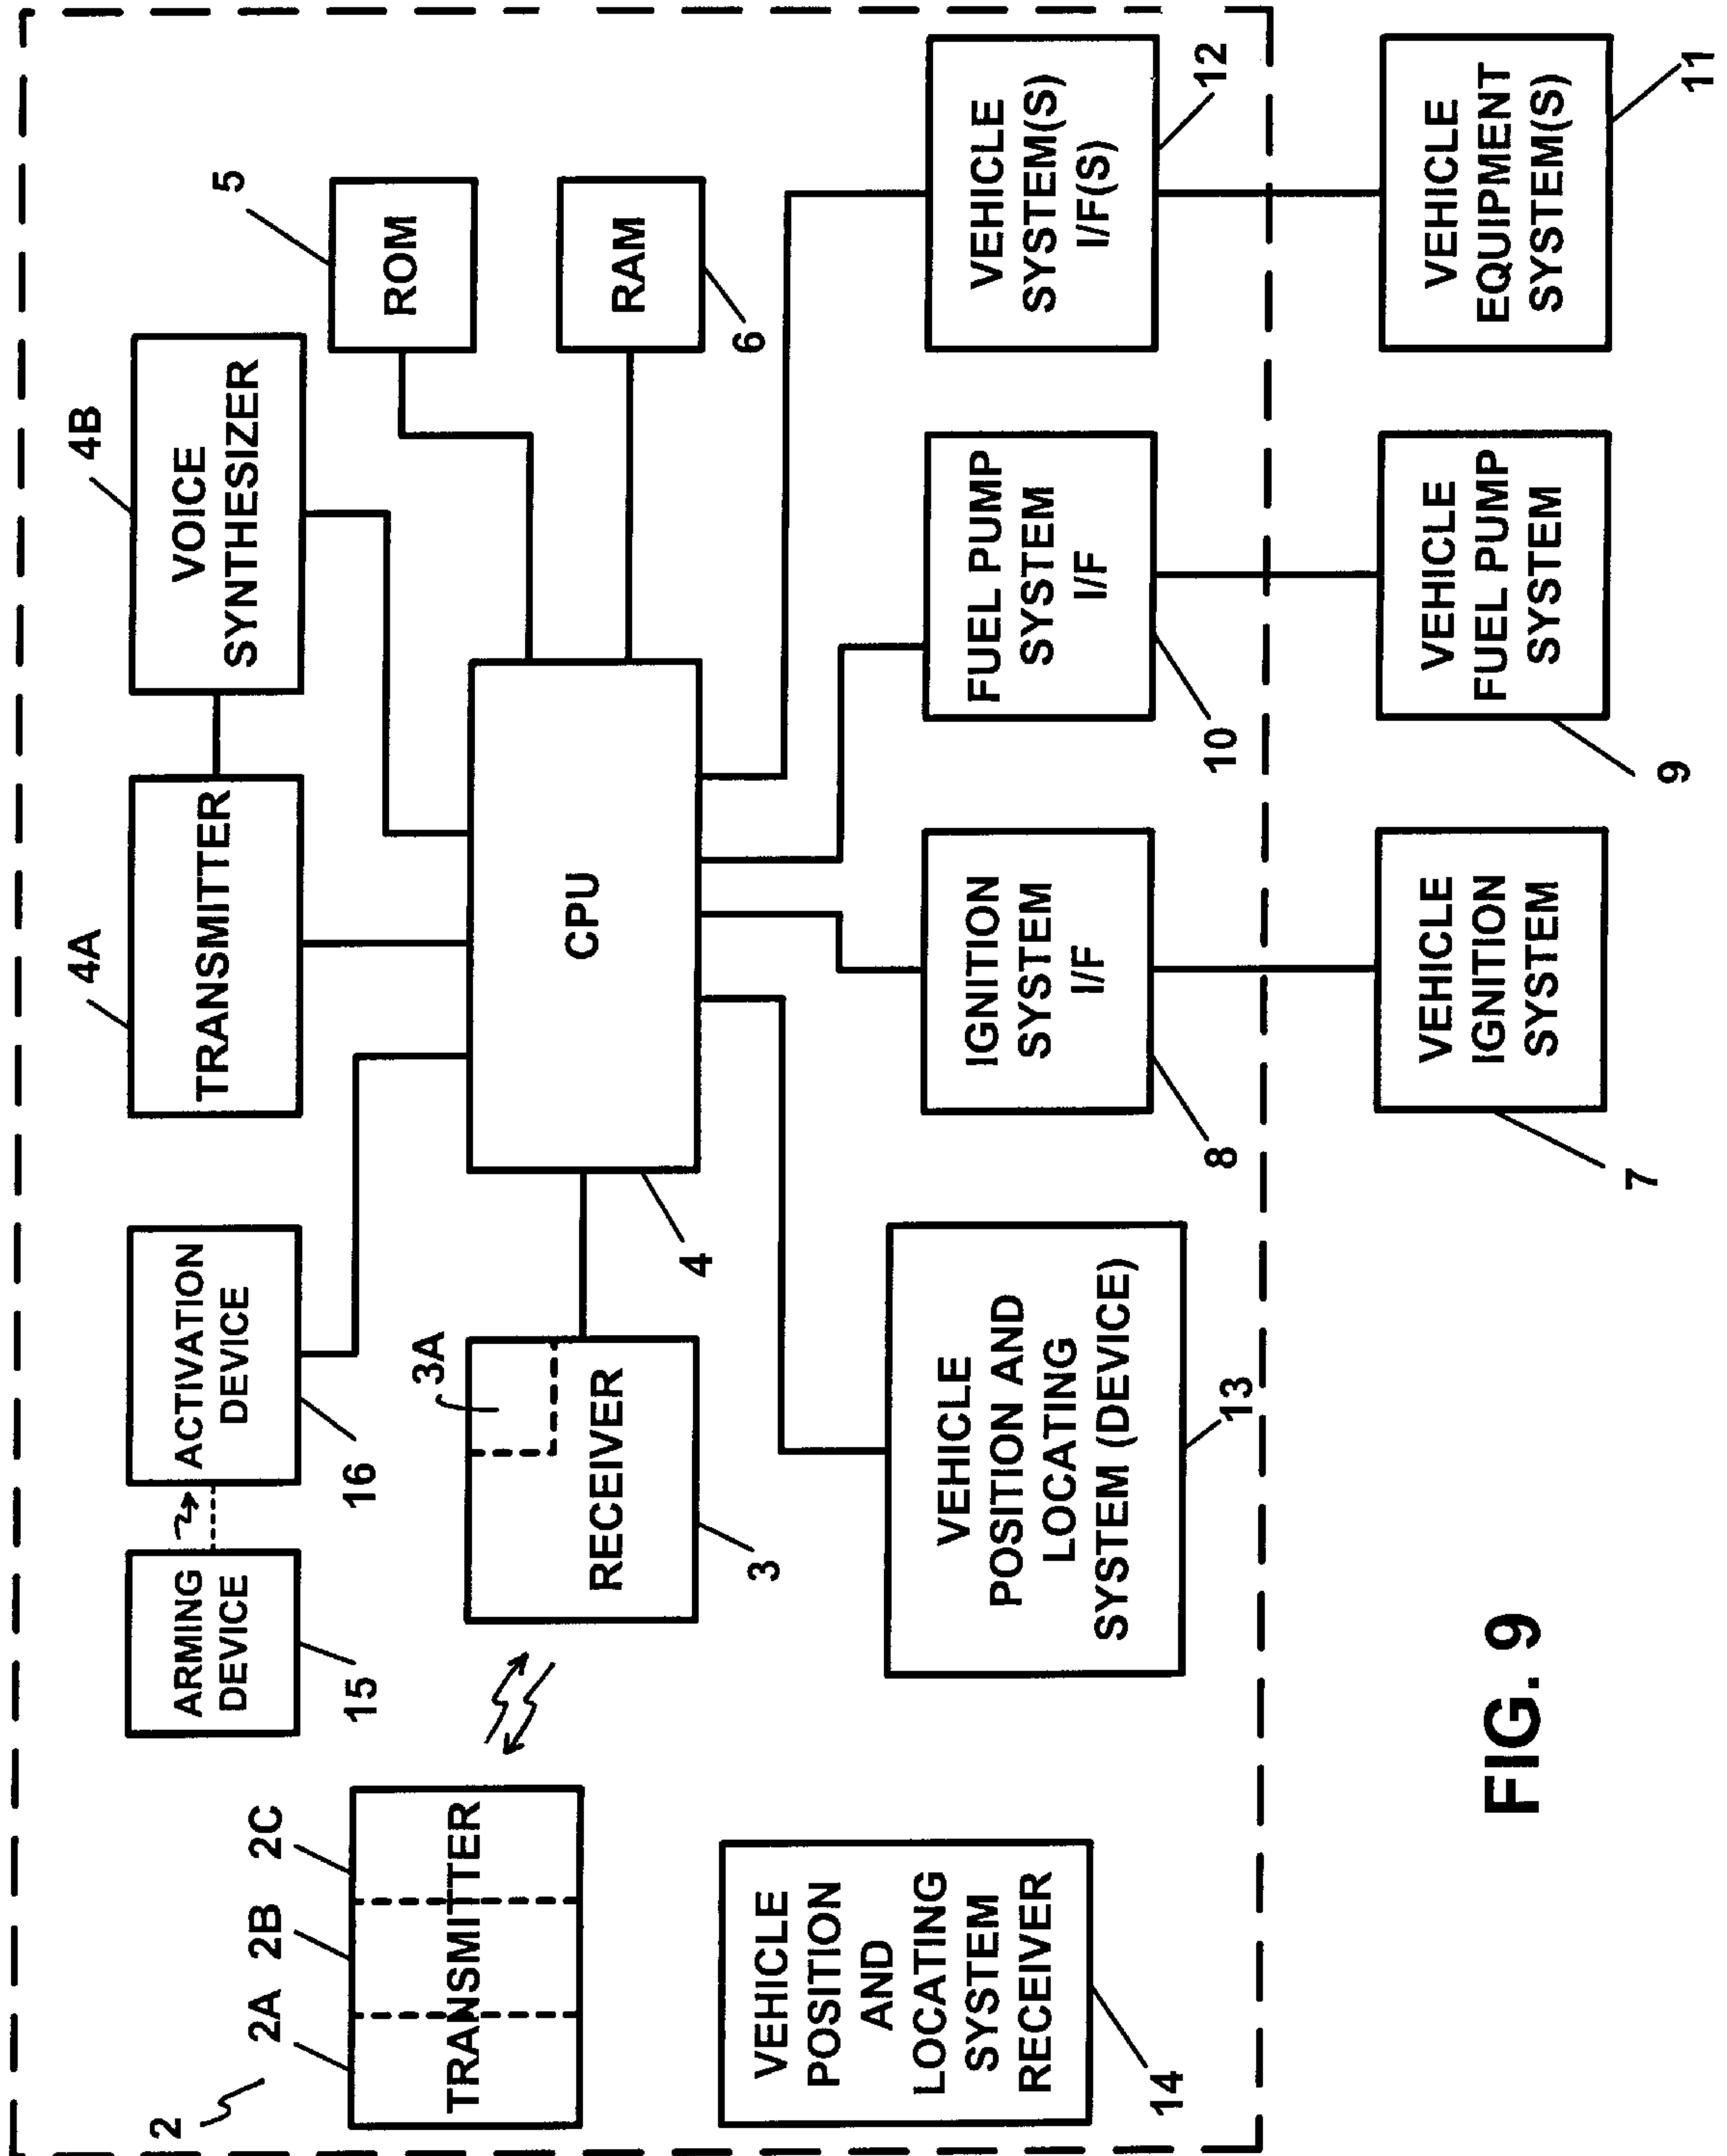 2
2A
2B
2C
TRANSMITTER
ARMING
DEVICE
15
ACTIVATION
DEVICE
16
4A
TRANSMITTER
4B
VOICE
SYNTHESIZER
5
ROM
RAM
6
3A
RECEIVER
3
CPU
4
VEHICLE
POSITION
AND
LOCATING
SYSTEM
RECEIVER
14
VEHICLE
POSITION AND
LOCATING
SYSTEM (DEVICE)
13
IGNITION
SYSTEM
I/F
8
FUEL PUMP
SYSTEM
I/F
10
VEHICLE
SYSTEM(S)
I/F(S)
12
VEHICLE
IGNITION
SYSTEM
7
VEHICLE
FUEL PUMP
SYSTEM
9
VEHICLE
EQUIPMENT
SYSTEM(S)
11
FIG. 9